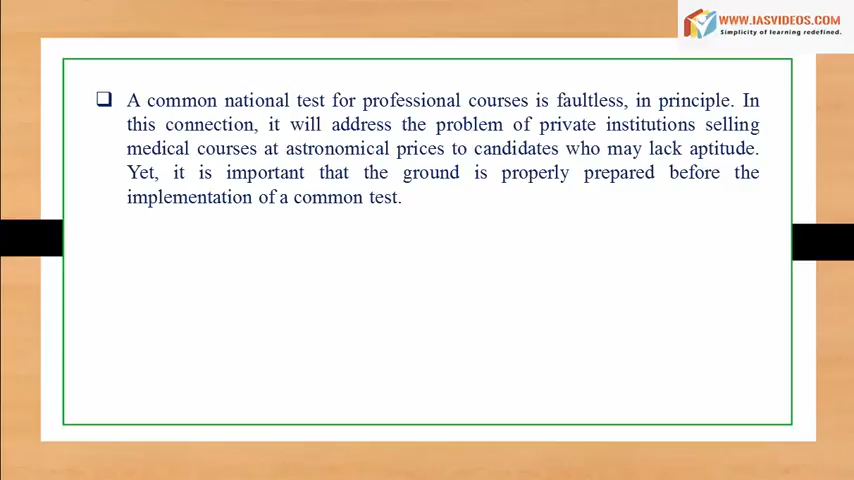 WWW.IASVIDEOS.COM
Simplicity of learning redefined.
A common national test for professional courses is faultless, in principle. In
this connection, it will address the problem of private institutions selling
medical courses at astronomical prices to candidates who may lack aptitude.
Yet, it is important that the ground is properly prepared before the
implementation of a common test.